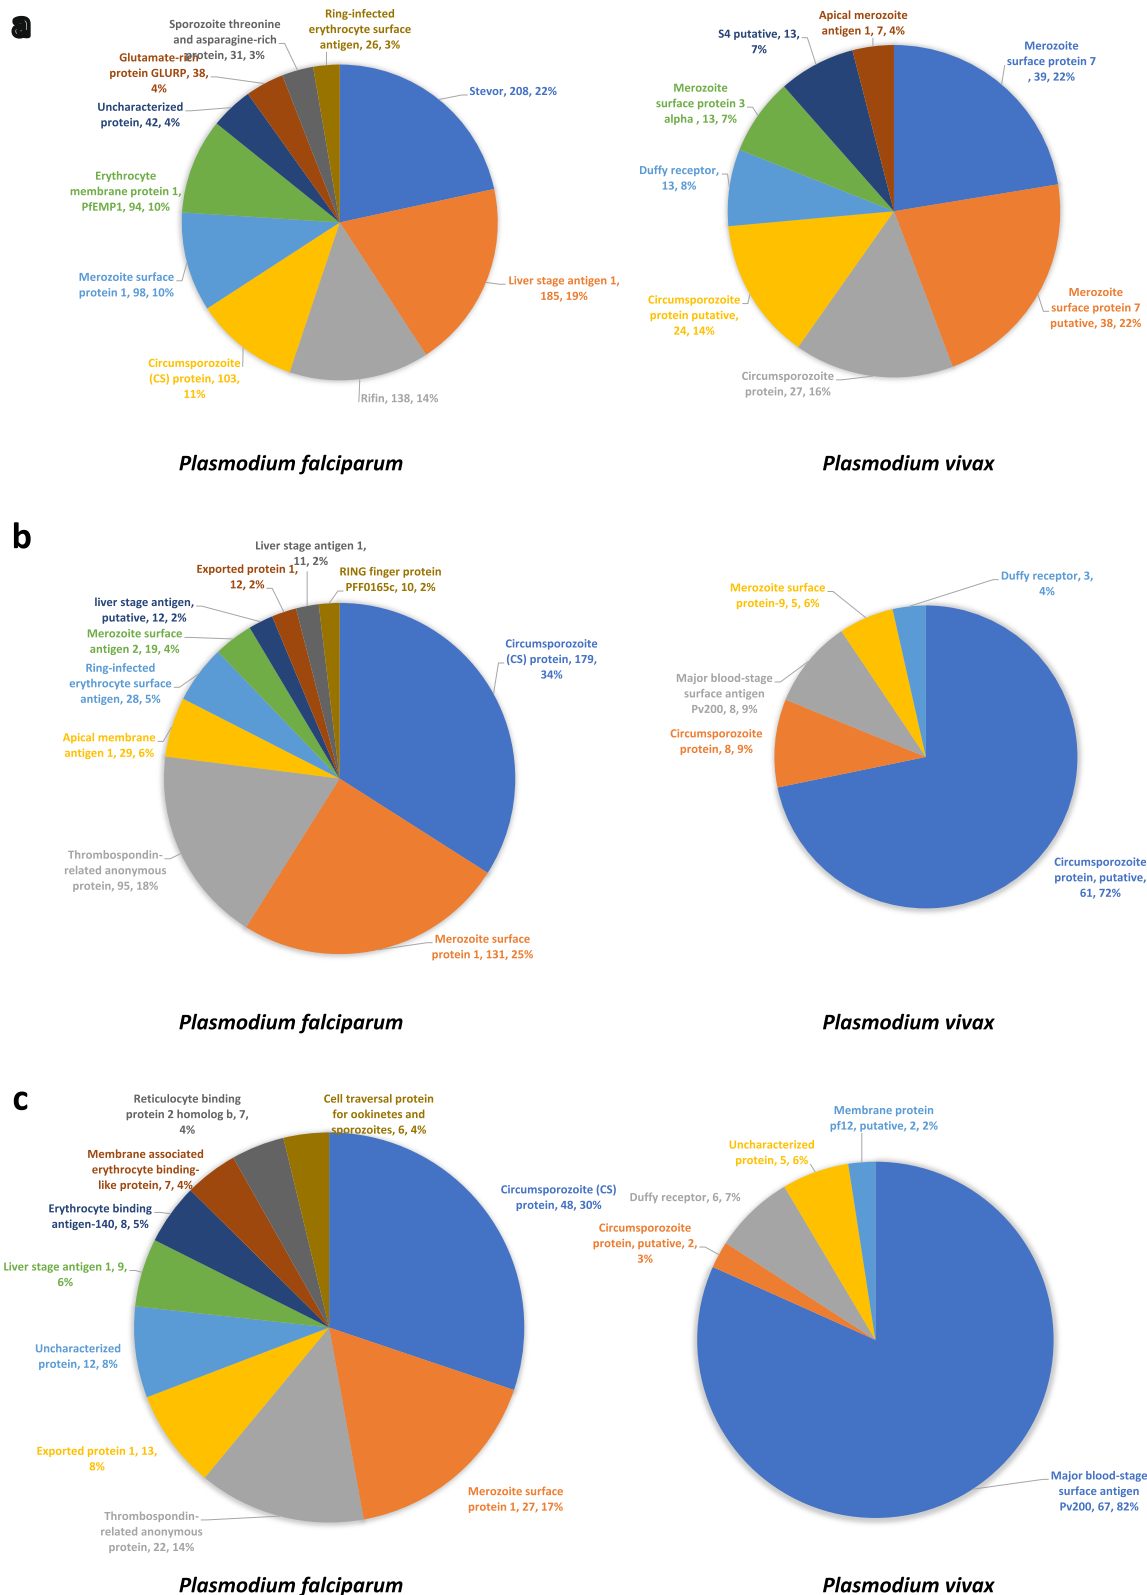 a
Sporozoite threonine
and asparagine-rich
protein, 31, 3%
Ring-infected
erythrocyte surface
antigen, 26, 3%
Glutamate-rich
protein GLURP, 38,
4%
Uncharacterized
protein, 42, 4%
Stevor, 208, 22%
Erythrocyte
membrane protein 1,
PfEMP1, 94, 10%
Merozoite surface
protein 1, 98, 10%
Liver stage antigen 1,
185, 19%
Circumsporozoite
(CS) protein, 103,
11%
Rifin, 138, 14%
Plasmodium falciparum
Apical merozoite
antigen 1, 7, 4%
S4 putative, 13,
7%
Merozoite
surface protein 7
, 39, 22%
Merozoite
surface protein 3
alpha , 13, 7%
Duffy receptor,
13, 8%
Circumsporozoite
protein putative,
24, 14%
Merozoite
surface protein 7
putative, 38, 22%
Circumsporozoite
protein, 27, 16%
Plasmodium vivax
b
Liver stage antigen 1,
11, 2%
Exported protein 1,
12, 2%
RING finger protein
PFF0165c, 10, 2%
liver stage antigen,
putative, 12, 2%
Merozoite surface
antigen 2, 19, 4%
Ring-infected
erythrocyte surface
antigen, 28, 5%
Circumsporozoite
(CS) protein, 179,
34%
Apical membrane
antigen 1, 29, 6%
Thrombospondin-
related anonymous
protein, 95, 18%
Merozoite surface
protein 1, 131, 25%
Plasmodium falciparum
Merozoite surface
protein-9, 5, 6%
Duffy receptor, 3,
4%
Major blood-stage
surface antigen
Pv200, 8, 9%
Circumsporozoite
protein, 8, 9%
Circumsporozoite
protein, putative,
61, 72%
Plasmodium vivax
c
Reticulocyte binding
protein 2 homolog b, 7,
4%
Cell traversal protein
for ookinetes and
sporozoites, 6, 4%
Membrane associated
erythrocyte binding-
like protein, 7, 4%
Erythrocyte binding
antigen-140, 8, 5%
Circumsporozoite (CS)
protein, 48, 30%
Liver stage antigen 1, 9,
6%
Uncharacterized
protein, 12, 8%
Exported protein 1, 13,
8%
Merozoite surface
protein 1, 27, 17%
Thrombospondin-
related anonymous
protein, 22, 14%
Plasmodium falciparum
Membrane protein
pf12, putative, 2, 2%
Uncharacterized
protein, 5, 6%
Duffy receptor, 6, 7%
Circumsporozoite
protein, putative, 2,
3%
Major blood-stage
surface antigen
Pv200, 67, 82%
Plasmodium vivax